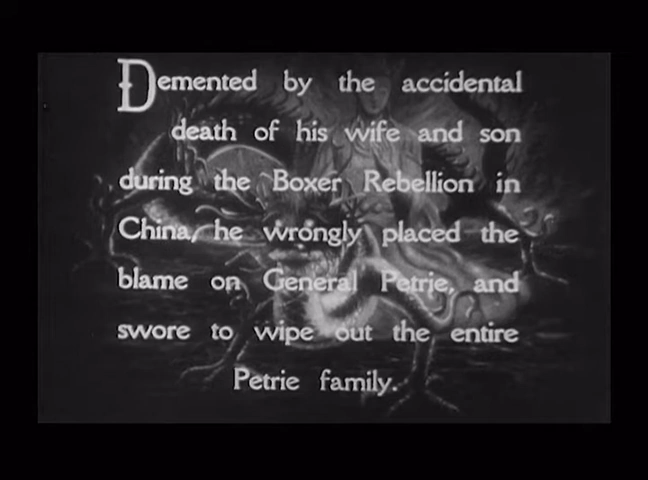 Demented by the accidental
death of his wife and son
during the Boxer Rebellion in
China, he wrongly placed the
blame on General Petrie, and
swore to wipe out the entire
Petrie family.